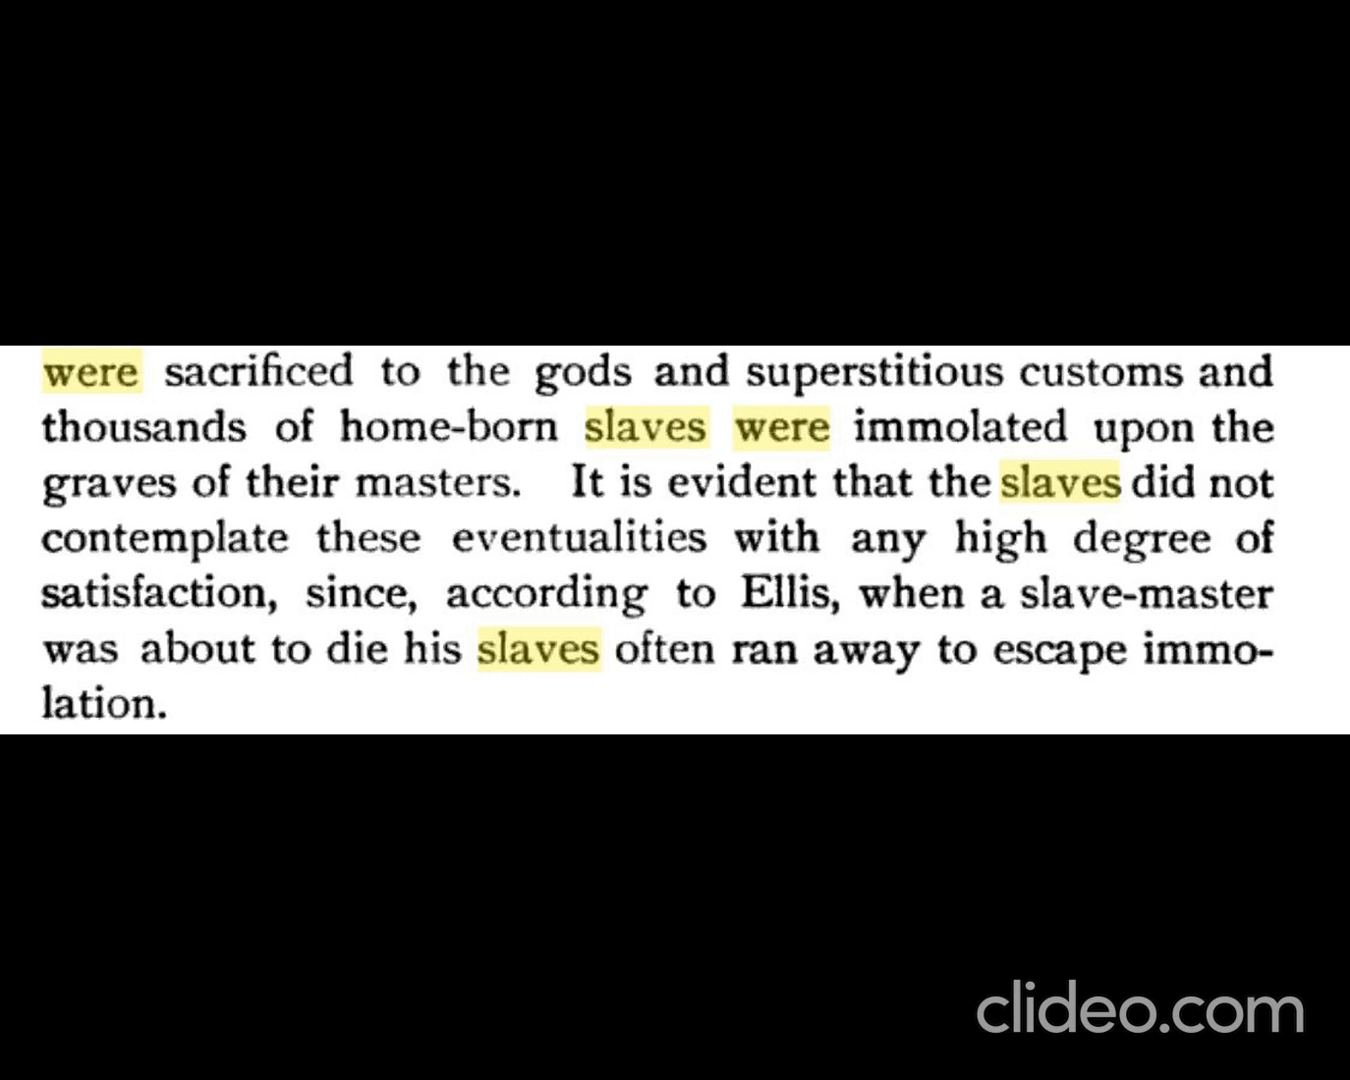 were sacrificed to the gods and superstitious customs and
thousands of home-born slaves were immolated upon the
graves of their masters. It is evident that the slaves did not
contemplate these eventualities with any high degree of
satisfaction, since, according to Ellis, when a slave-master
was about to die his slaves often ran away to escape immo-
lation.
clideo.com